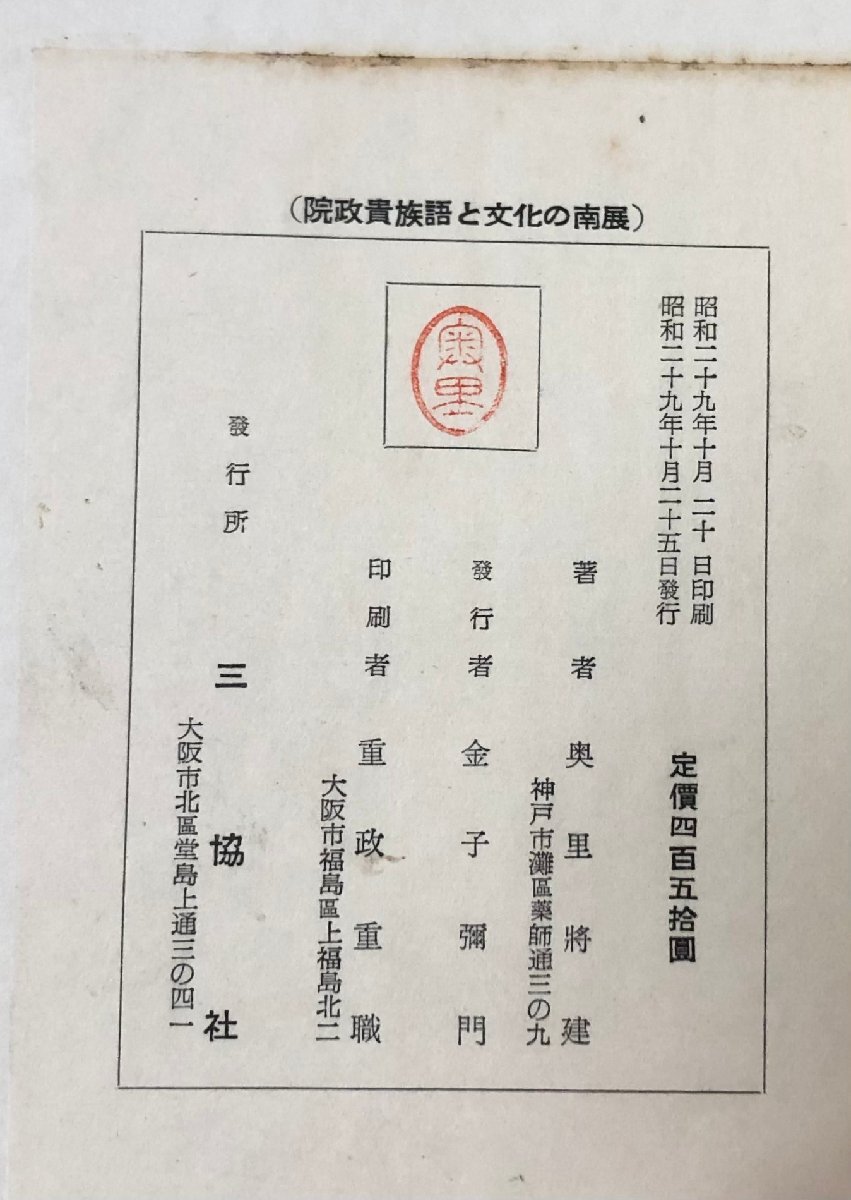 （院政貴族語と文化の南展）
昭和二十九年十月二十日印刷
昭和二十九年十月二十五日發行
定價四百五拾圓
著者 奥里將建
神戸市灘區藥師通三の九
發行者 金子彌門
印刷者 重政重職
大阪市福島區上福島北二
發行所 三協社
大阪市北區堂島上通三の四一
奥里